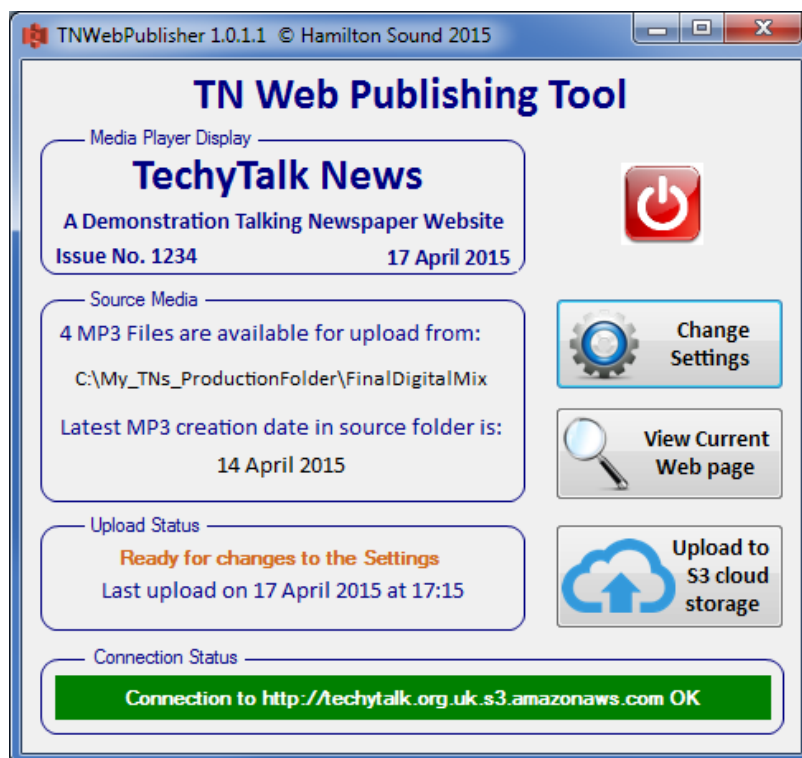 TNWebPublisher 1.0.1.1 © Hamilton Sound 2015
TN Web Publishing Tool
Media Player Display
TechyTalk News
A Demonstration Talking Newspaper Website
Issue No. 1234 17 April 2015
Source Media
4 MP3 Files are available for upload from:
C:\My_TNs_ProductionFolder\FinalDigitalMix
Latest MP3 creation date in source folder is:
14 April 2015
Change
Settings
View Current
Web page
Upload Status
Ready for changes to the Settings
Last upload on 17 April 2015 at 17:15
Upload to
S3 cloud
storage
Connection Status
Connection to http://techytalk.org.uk.s3.amazonaws.com OK